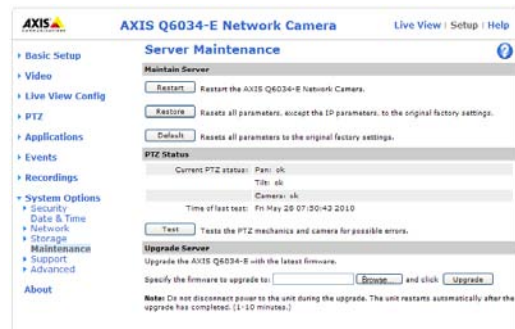 AXIS
COMMUNICATIONS
AXIS Q6034-E Network Camera
Live View | Setup | Help
Basic Setup
Video
Live View Config
PTZ
Applications
Events
Recordings
System Options
Security
Date & Time
Network
Storage
Maintenance
Support
Advanced
About
Server Maintenance
?
Maintain Server
Restart Restart the AXIS Q6034-E Network Camera.
Restore Resets all parameters, except the IP parameters, to the original factory settings.
Default Resets all parameters to the original factory settings.
PTZ Status
Current PTZ status: Pan: ok
Tilt: ok
Camera: ok
Time of last test: Fri May 28 07:50:43 2010
Test Tests the PTZ mechanics and camera for possible errors.
Upgrade Server
Upgrade the AXIS Q6034-E with the latest firmware.
Specify the firmware to upgrade to: Browse... and click Upgrade
Note: Do not disconnect power to the unit during the upgrade. The unit restarts automatically after the
upgrade has completed. (1-10 minutes.)